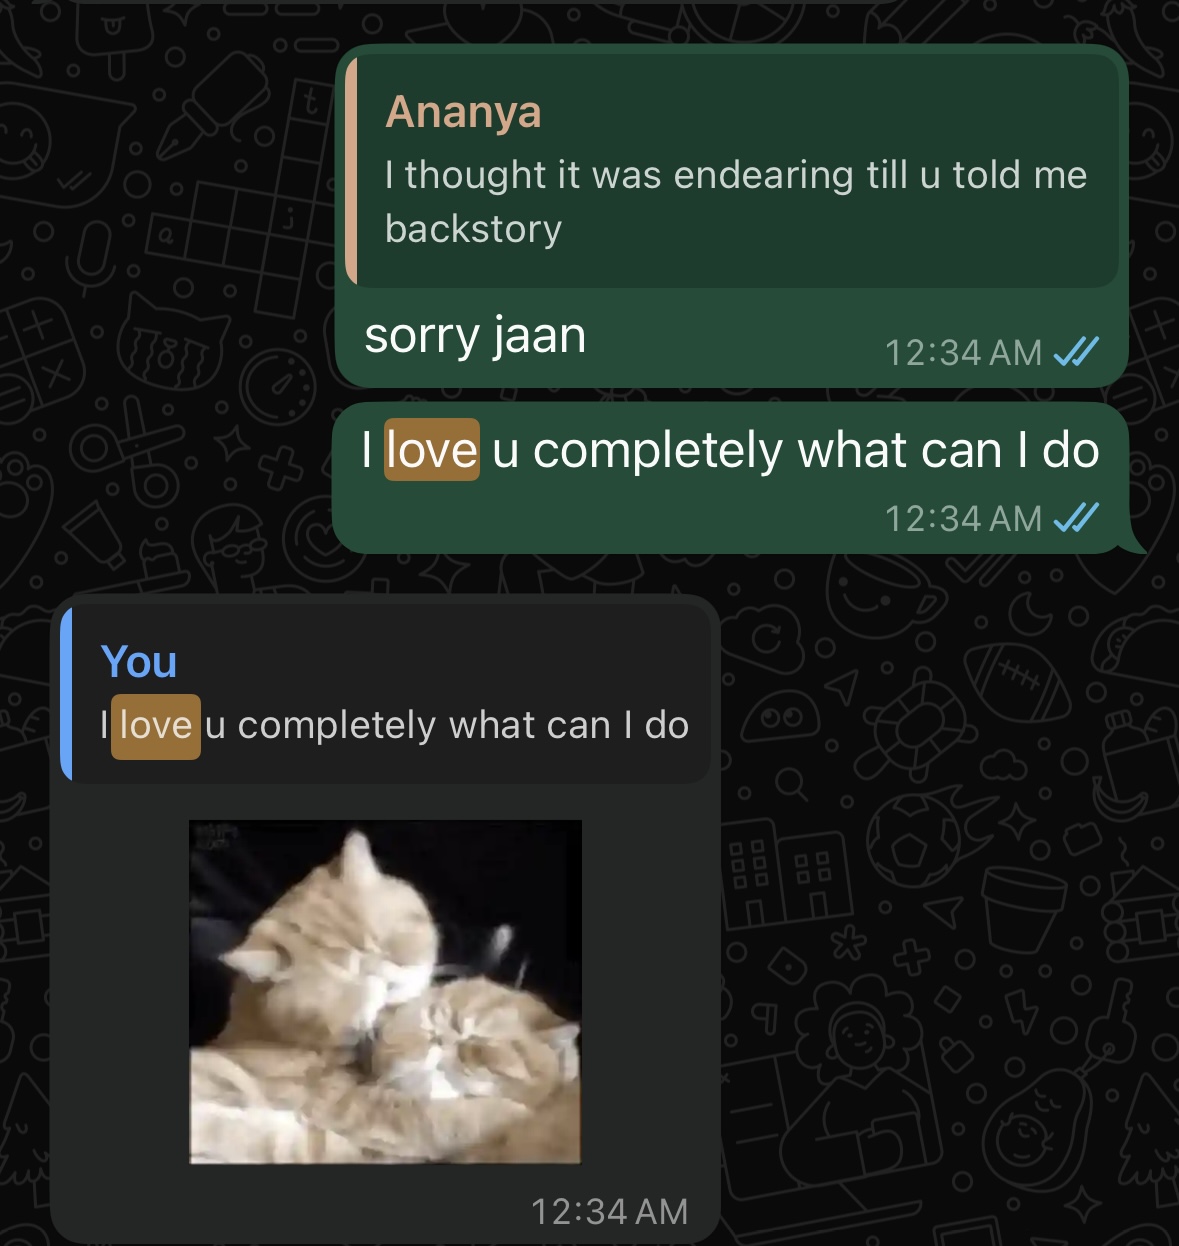 Ananya
I thought it was endearing till u told me
backstory
sorry jaan
12:34 AM
I love u completely what can I do
12:34 AM
You
I love u completely what can I do
12:34 AM